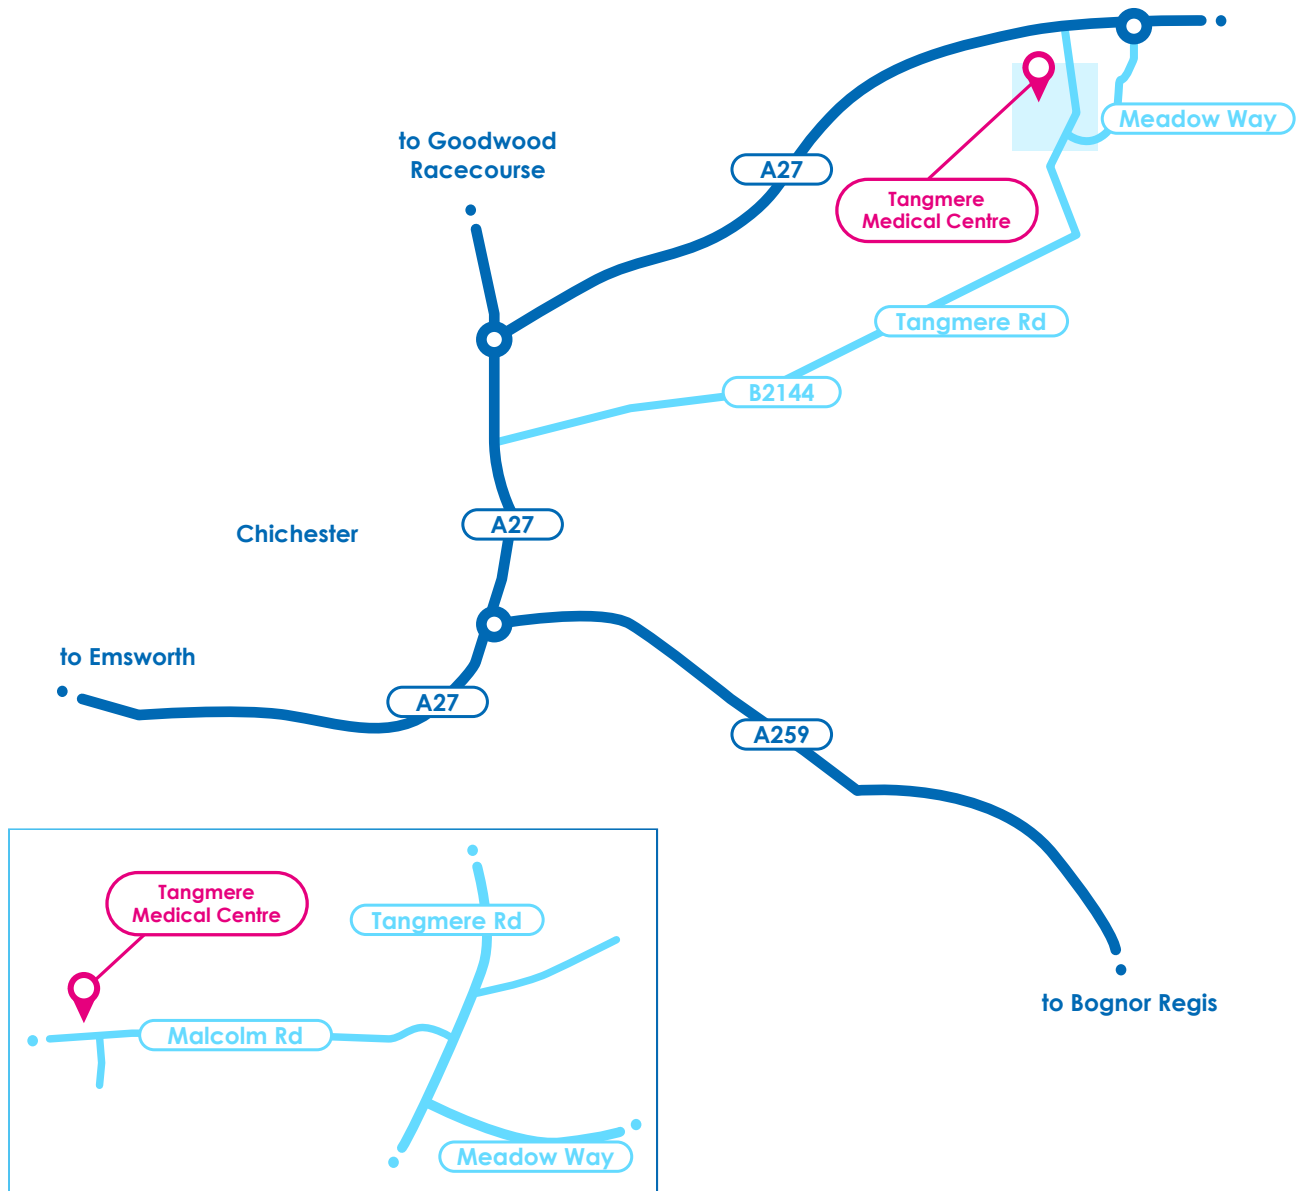 to Goodwood
Racecourse
A27
Meadow Way
Tangmere
Medical Centre
Tangmere Rd
B2144
Chichester
A27
to Emsworth
A27
A259
to Bognor Regis
Tangmere
Medical Centre
Tangmere Rd
Malcolm Rd
Meadow Way